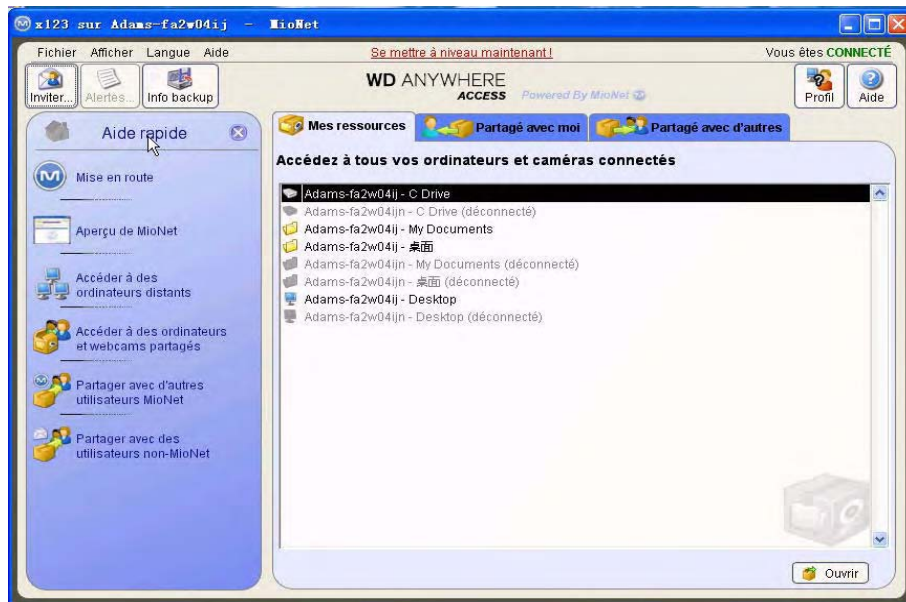 x123 sur Adams-fa2w04ij - MioNet
Fichier Afficher Langue Aide
Se mettre à niveau maintenant !
Vous êtes CONNECTÉ
Inviter...
Alertes...
Info backup
WD ANYWHERE
ACCESS
Powered By MioNet
Profil
Aide
Aide rapide
Mise en route
Aperçu de MioNet
Accéder à des
ordinateurs distants
Accéder à des ordinateurs
et webcams partagés
Partager avec d'autres
utilisateurs MioNet
Partager avec des
utilisateurs non-MioNet
Mes ressources
Partagé avec moi
Partagé avec d'autres
Accédez à tous vos ordinateurs et caméras connectés
Adams-fa2w04ij - C Drive
Adams-fa2w04ijn - C Drive (déconnecté)
Adams-fa2w04ij - My Documents
Adams-fa2w04ij - 桌面
Adams-fa2w04ijn - My Documents (déconnecté)
Adams-fa2w04ijn - 桌面 (déconnecté)
Adams-fa2w04ij - Desktop
Adams-fa2w04ijn - Desktop (déconnecté)
Ouvrir